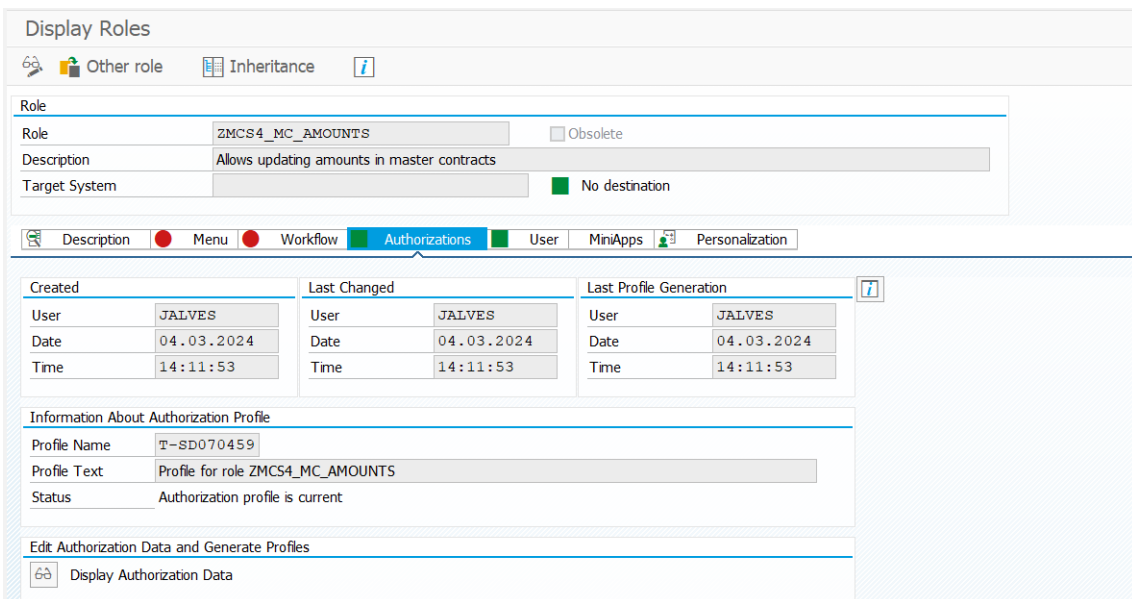 Display Roles
Other role Inheritance i
Role
Role ZMCS4_MC_AMOUNTS Obsolete
Description Allows updating amounts in master contracts
Target System No destination
Description Menu Workflow Authorizations User MiniApps Personalization
Created Last Changed Last Profile Generation i
User JALVES User JALVES User JALVES
Date 04.03.2024 Date 04.03.2024 Date 04.03.2024
Time 14:11:53 Time 14:11:53 Time 14:11:53
Information About Authorization Profile
Profile Name T-SD070459
Profile Text Profile for role ZMCS4_MC_AMOUNTS
Status Authorization profile is current
Edit Authorization Data and Generate Profiles
Display Authorization Data